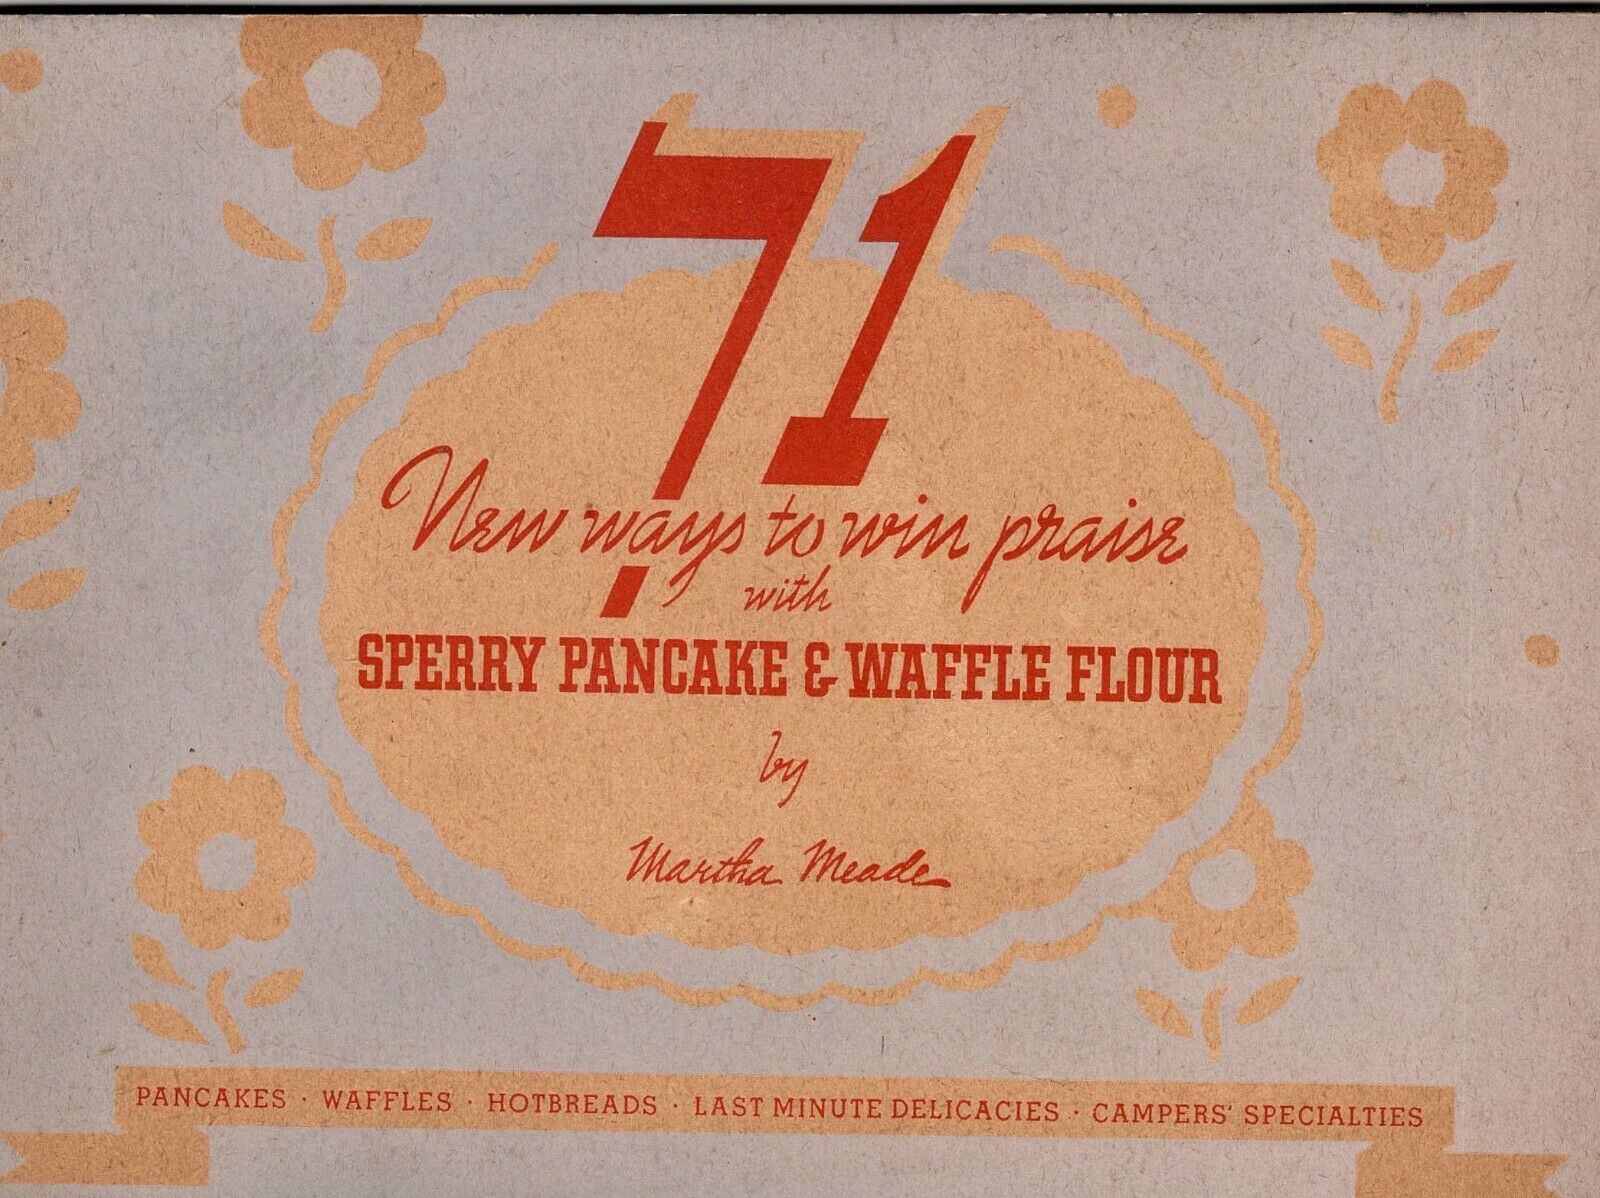 71
New ways to win praise
with
SPERRY PANCAKE & WAFFLE FLOUR
by
Martha Meade
PANCAKES · WAFFLES · HOTBREADS · LAST MINUTE DELICACIES · CAMPERS' SPECIALTIES